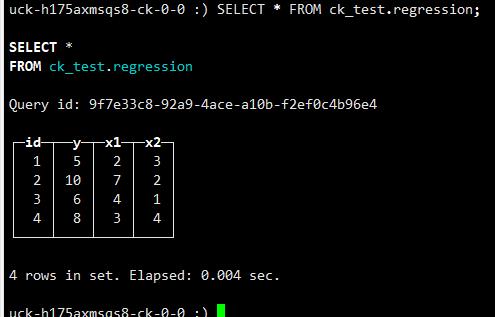 uck-h175axmsqs8-ck-0-0 :) SELECT * FROM ck_test.regression;
SELECT *
FROM ck_test.regression
Query id: 9f7e33c8-92a9-4ace-a10b-f2ef0c4b96e4
id y x1 x2
1 5 2 3
2 10 7 2
3 6 4 1
4 8 3 4
4 rows in set. Elapsed: 0.004 sec.
uck-h175axmsqs8-ck-0-0 :)